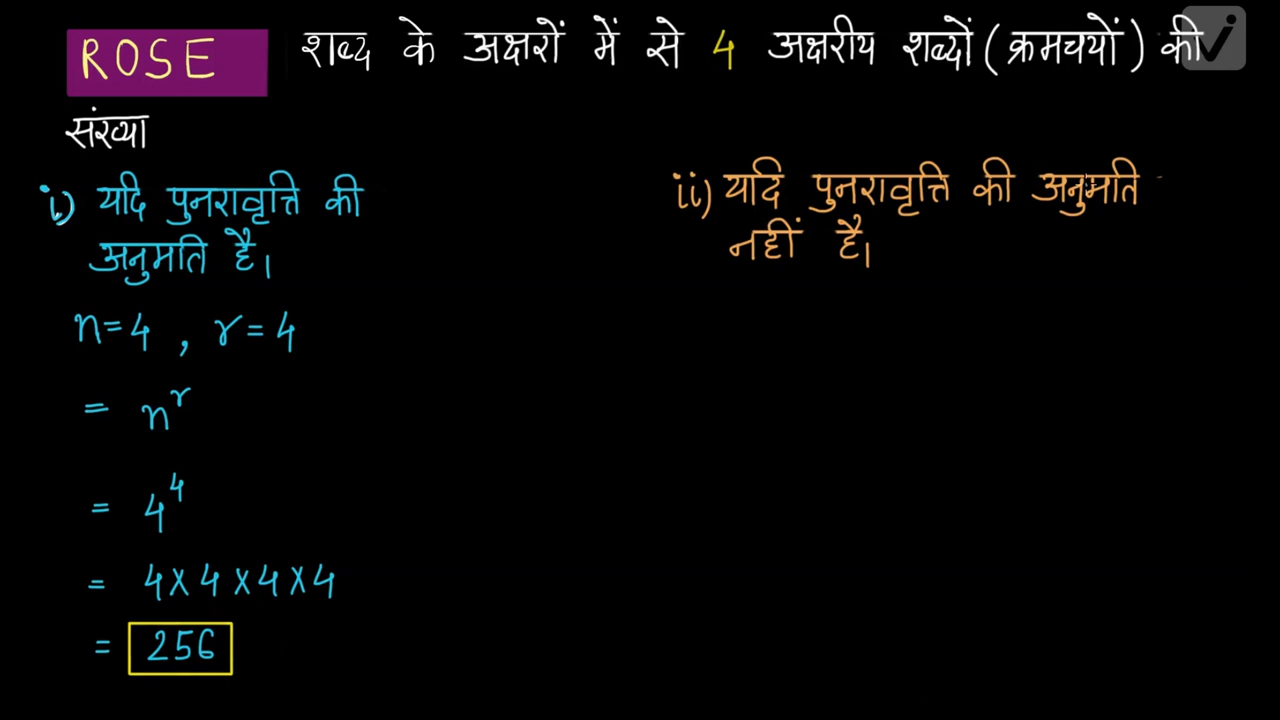 ROSE शब्द के अक्षरों में से 4 अक्षरीय शब्दों (क्रमचयों) की
संख्या
i) यदि पुनरावृत्ति की
अनुमति है।
n=4 , r=4
= n^r
= 4^4
= 4×4×4×4
= 256
ii) यदि पुनरावृत्ति की अनुमति
नहीं है।